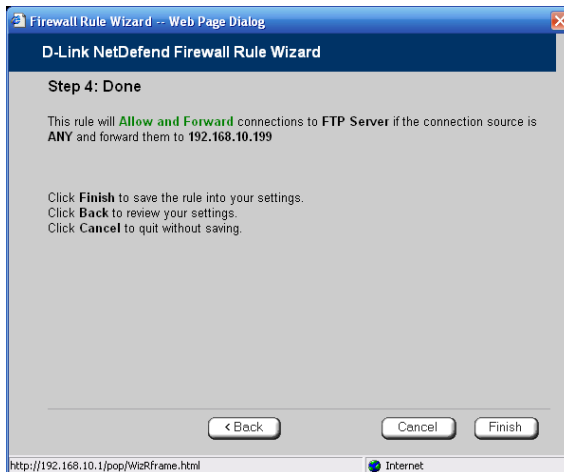 Firewall Rule Wizard -- Web Page Dialog
D-Link NetDefend Firewall Rule Wizard
Step 4: Done
This rule will Allow and Forward connections to FTP Server if the connection source is
ANY and forward them to 192.168.10.199
Click Finish to save the rule into your settings.
Click Back to review your settings.
Click Cancel to quit without saving.
< Back
Cancel
Finish
http://192.168.10.1/pop/WizRframe.html
Internet